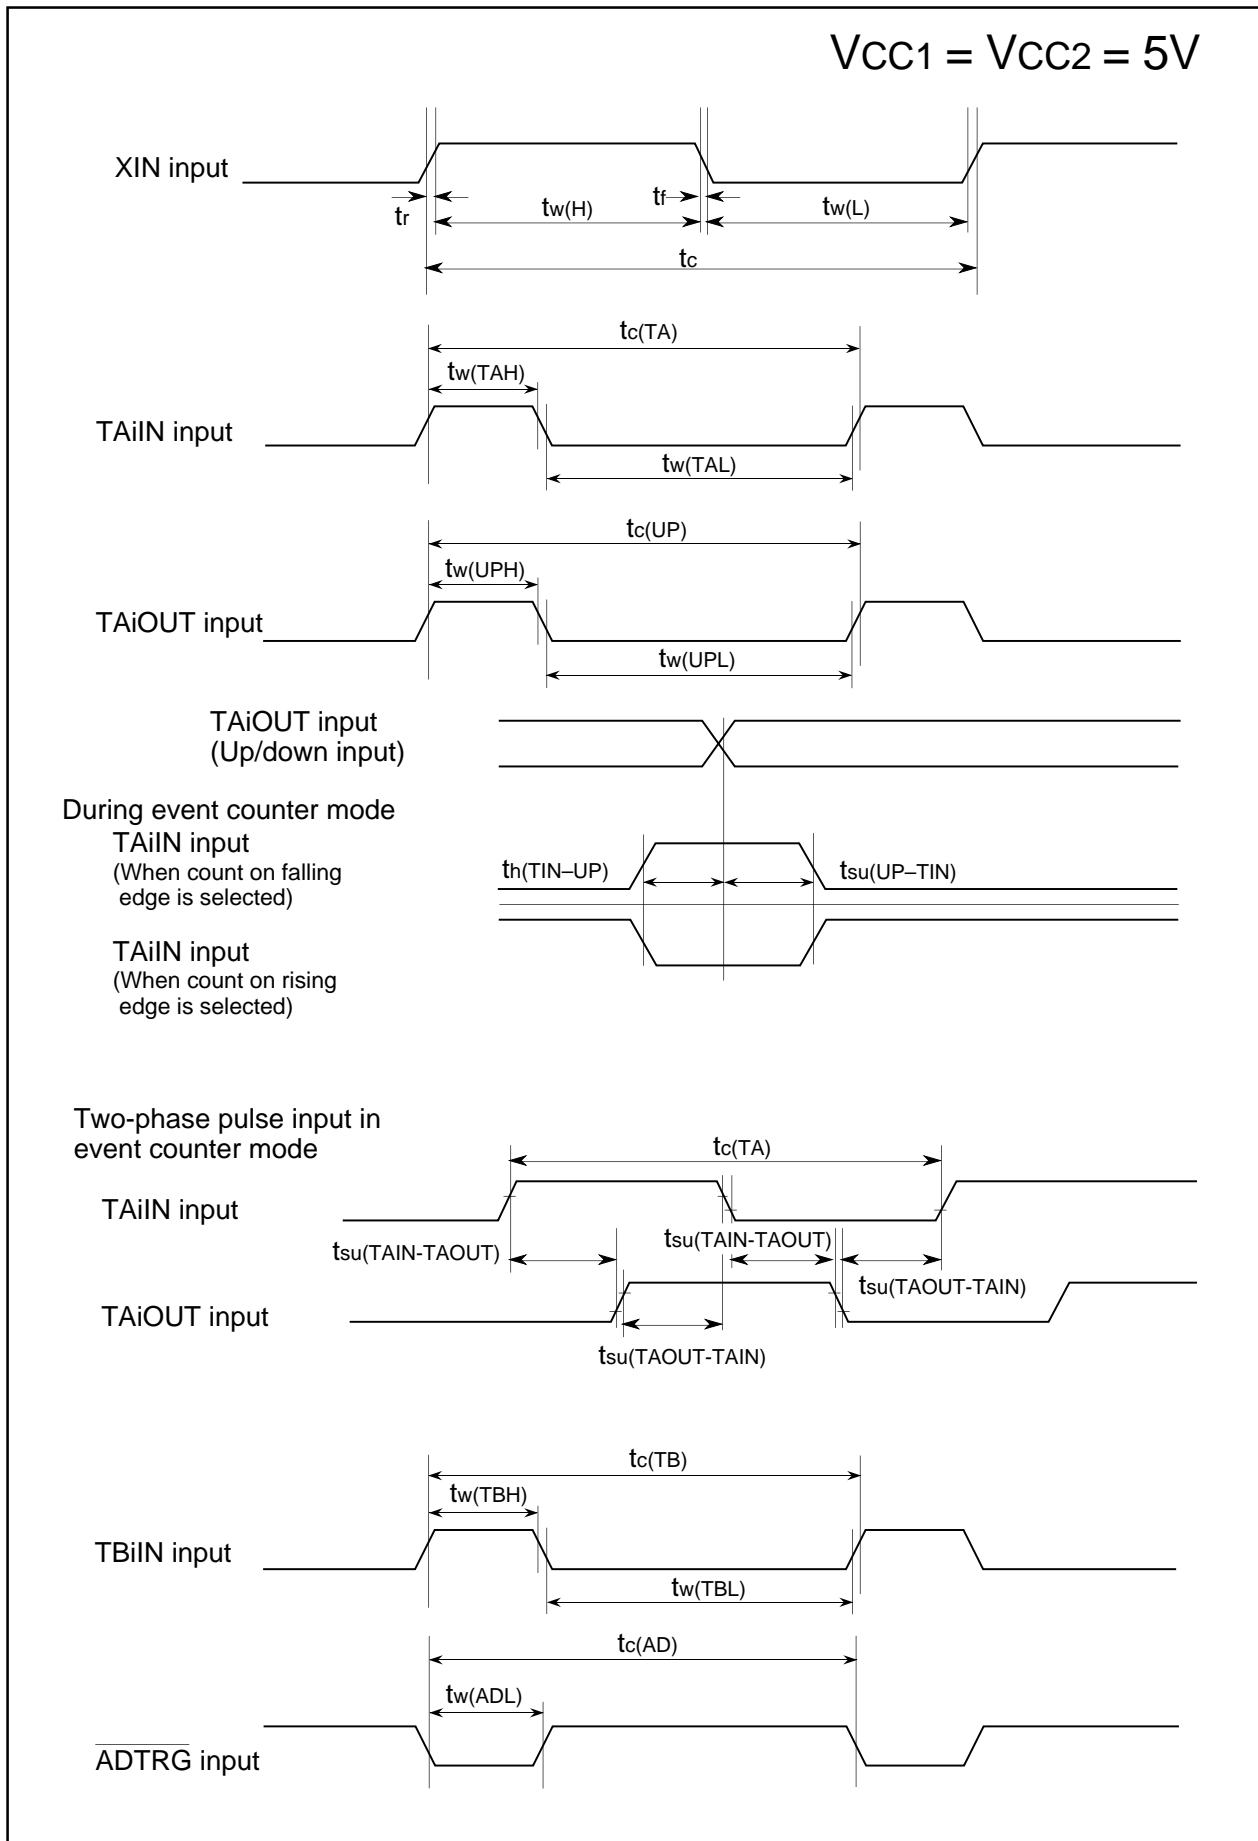 VCC1 = VCC2 = 5V
XIN input
tr
tw(H)
tf
tw(L)
tc
tc(TA)
tw(TAH)
TAiIN input
tw(TAL)
tc(UP)
tw(UPH)
TAiOUT input
tw(UPL)
TAiOUT input
(Up/down input)
During event counter mode
TAiIN input
(When count on falling
edge is selected)
th(TIN–UP)
tsu(UP–TIN)
TAiIN input
(When count on rising
edge is selected)
Two-phase pulse input in
event counter mode
tc(TA)
TAiIN input
tsu(TAIN-TAOUT)
tsu(TAIN-TAOUT)
tsu(TAOUT-TAIN)
TAiOUT input
tsu(TAOUT-TAIN)
tc(TB)
tw(TBH)
TBiIN input
tw(TBL)
tc(AD)
tw(ADL)
ADTRG input